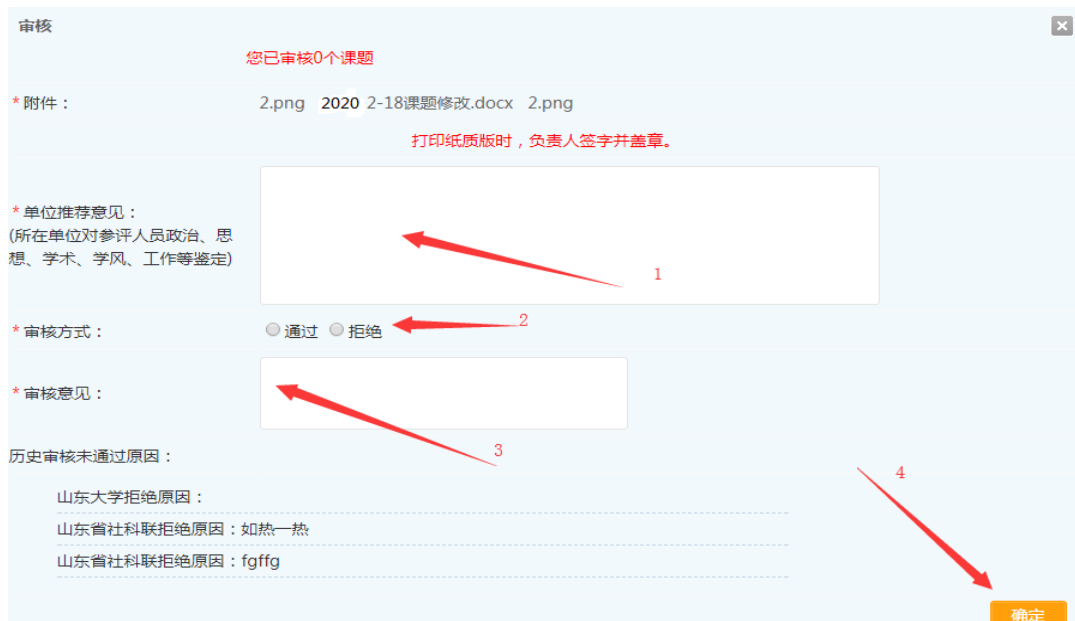 审核
您已审核0个课题
*附件： 2.png 2020 2-18课题修改.docx 2.png
打印纸质版时，负责人签字并盖章。
*单位推荐意见：
(所在单位对参评人员政治、思
想、学术、学风、工作等鉴定)
1
*审核方式： 通过 拒绝 2
*审核意见：
3
历史审核未通过原因：
4
山东大学拒绝原因：
山东省社科联拒绝原因：如热一热
山东省社科联拒绝原因：fgffg
确定